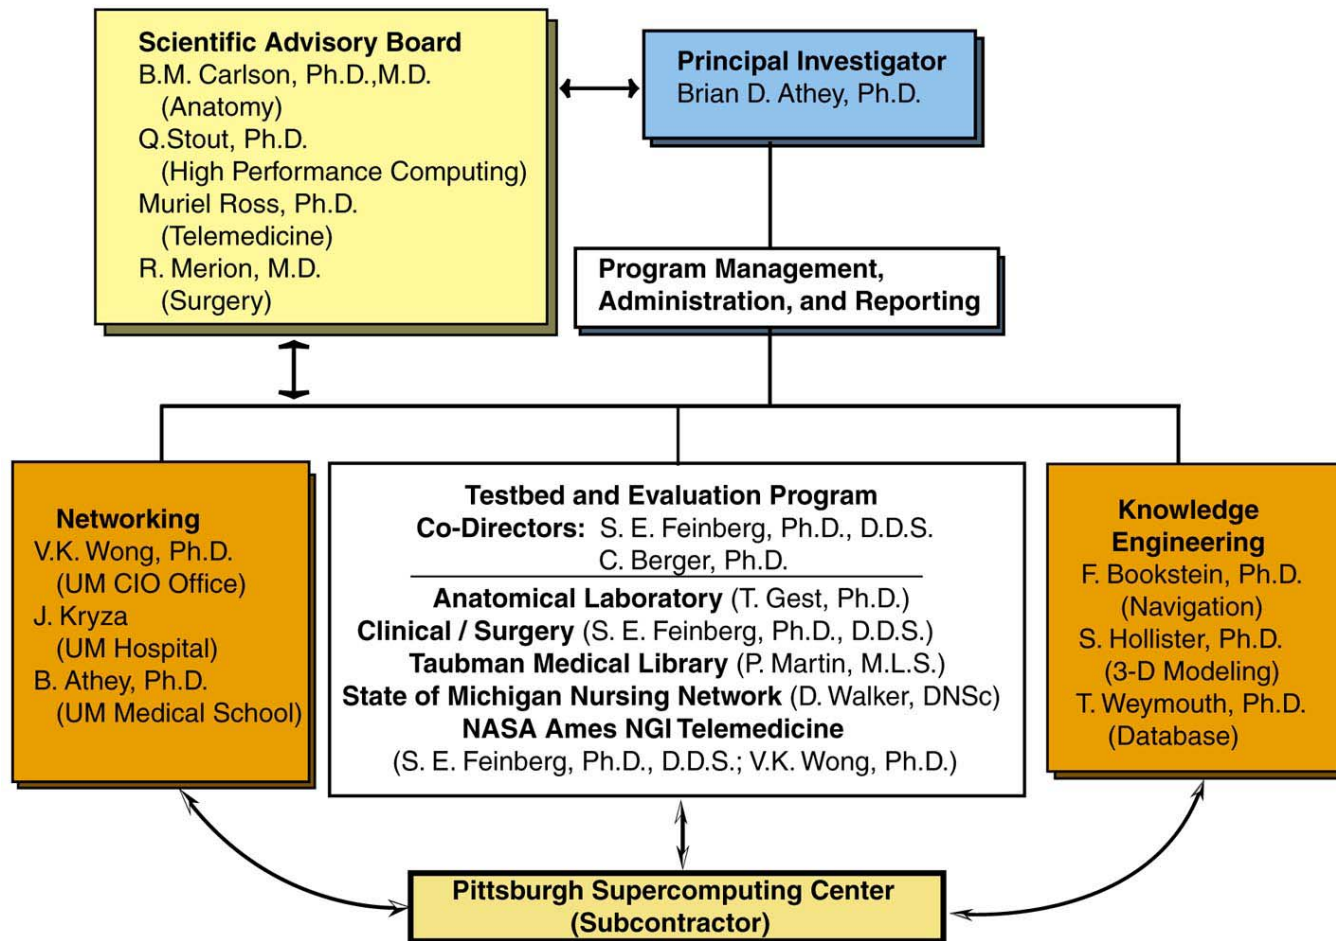 Scientific Advisory Board
B.M. Carlson, Ph.D.,M.D.
(Anatomy)
Q.Stout, Ph.D.
(High Performance Computing)
Muriel Ross, Ph.D.
(Telemedicine)
R. Merion, M.D.
(Surgery)
Principal Investigator
Brian D. Athey, Ph.D.
Program Management,
Administration, and Reporting
Networking
V.K. Wong, Ph.D.
(UM CIO Office)
J. Kryza
(UM Hospital)
B. Athey, Ph.D.
(UM Medical School)
Testbed and Evaluation Program
Co-Directors: S. E. Feinberg, Ph.D., D.D.S.
C. Berger, Ph.D.
Anatomical Laboratory (T. Gest, Ph.D.)
Clinical / Surgery (S. E. Feinberg, Ph.D., D.D.S.)
Taubman Medical Library (P. Martin, M.L.S.)
State of Michigan Nursing Network (D. Walker, DNSc)
NASA Ames NGI Telemedicine
(S. E. Feinberg, Ph.D., D.D.S.; V.K. Wong, Ph.D.)
Knowledge
Engineering
F. Bookstein, Ph.D.
(Navigation)
S. Hollister, Ph.D.
(3-D Modeling)
T. Weymouth, Ph.D.
(Database)
Pittsburgh Supercomputing Center
(Subcontractor)